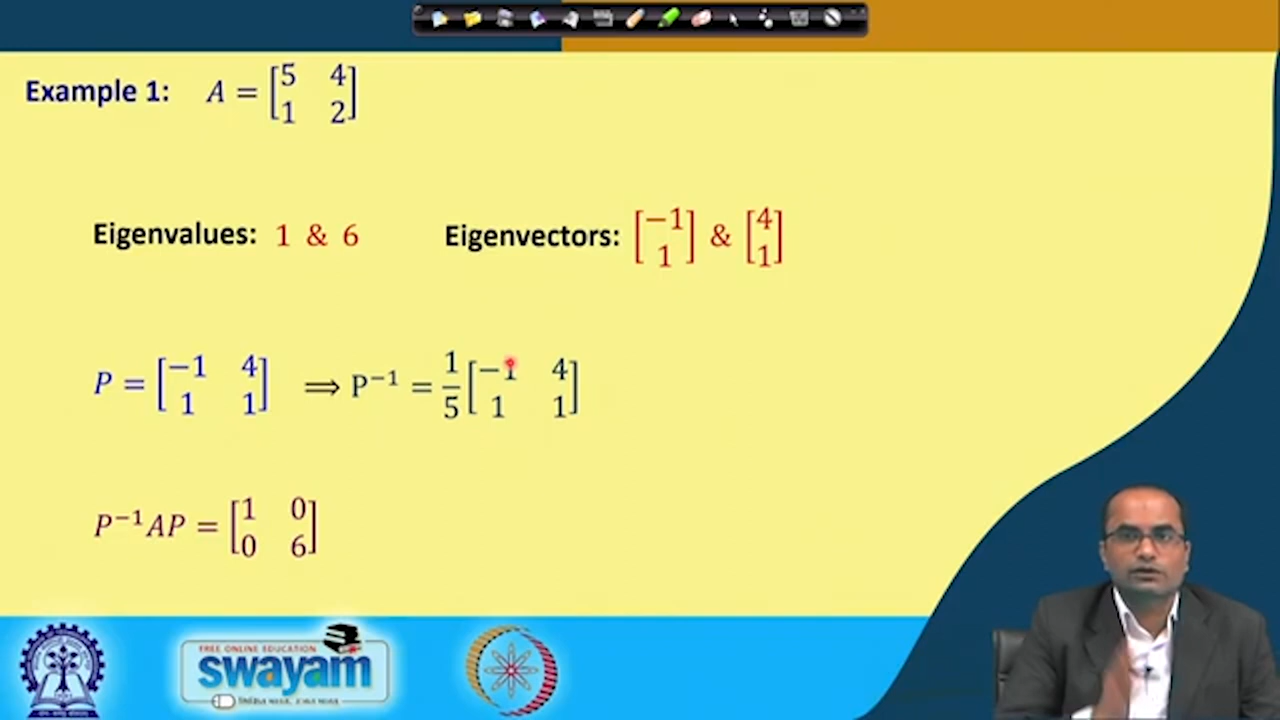 Example 1: A = [5 4; 1 2]
Eigenvalues: 1 & 6 Eigenvectors: [−1; 1] & [4; 1]
P = [−1 4; 1 1] ⟹ P⁻¹ = 1/5 [−1 4; 1 1]
P⁻¹AP = [1 0; 0 6]
FREE ONLINE EDUCATION
swayam